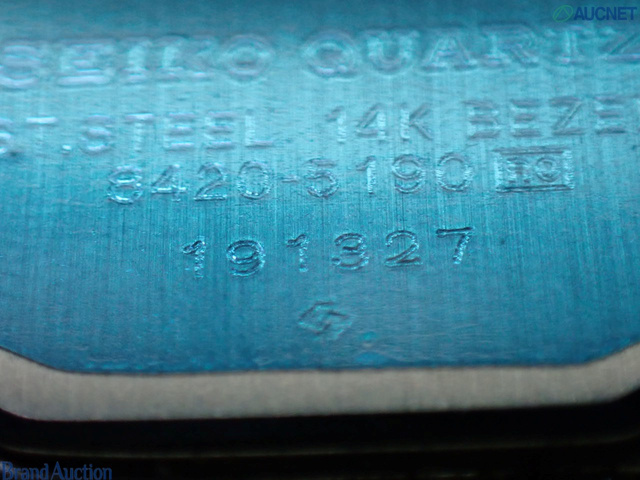 AUCNET
SEIKO QUARTZ
ST.STEEL 14K BEZEL
8420-5190
191327
Brand Auction